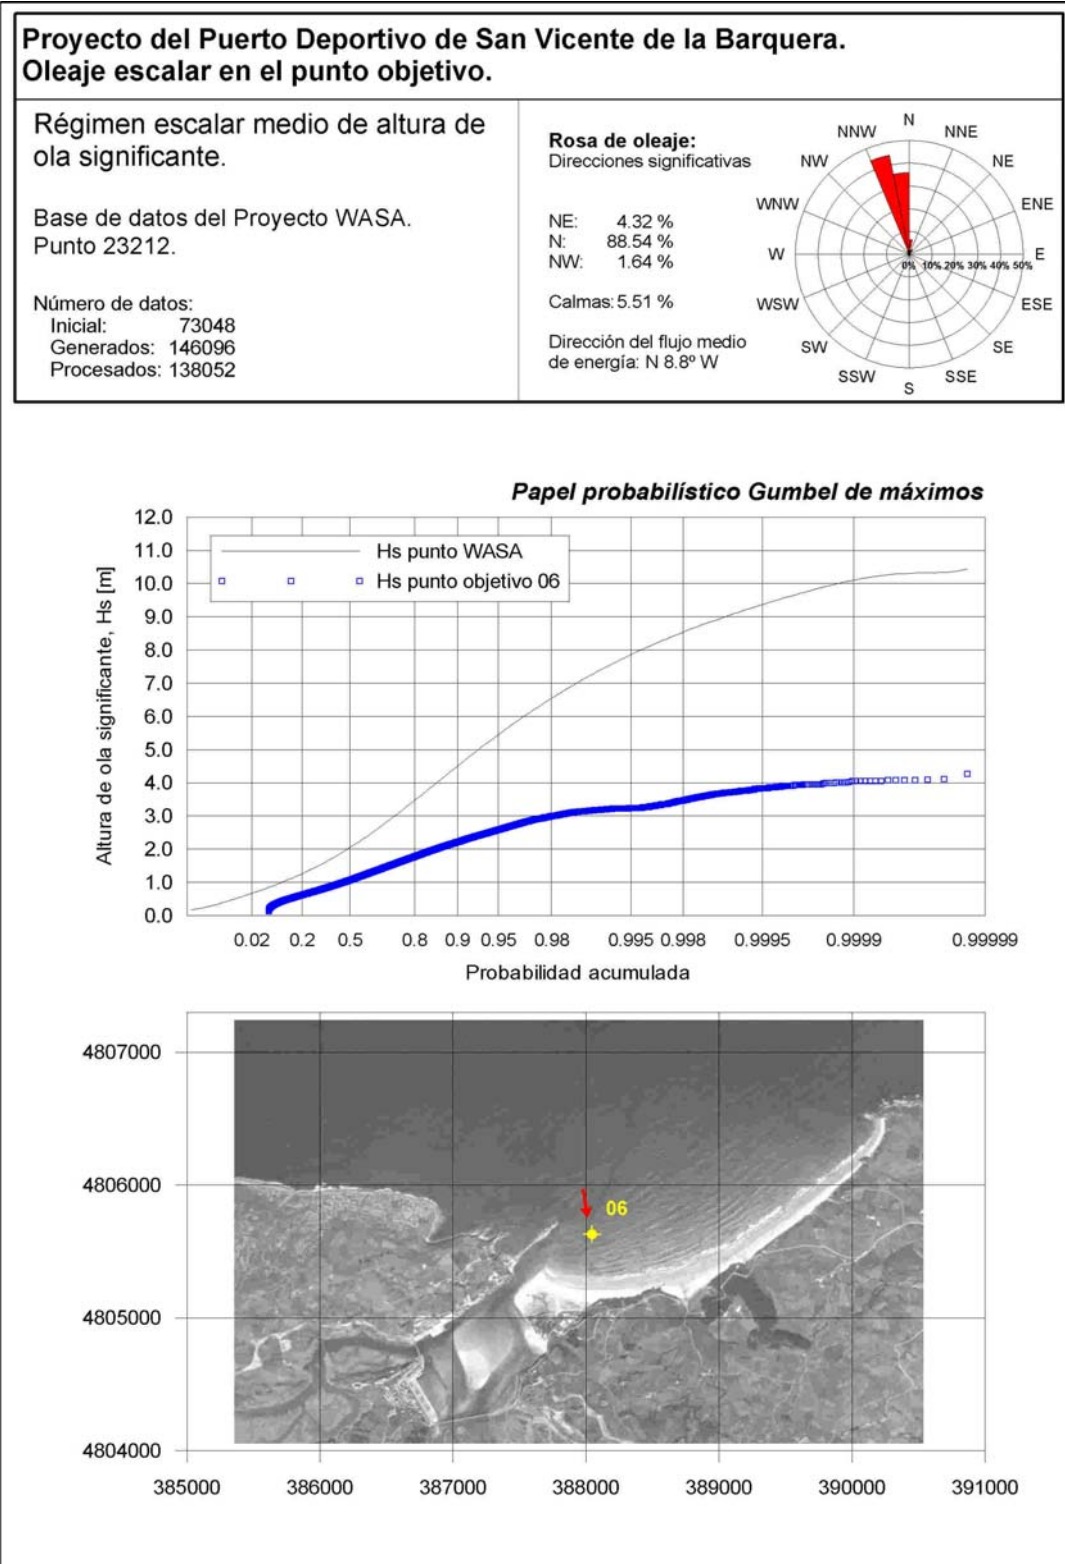 Proyecto del Puerto Deportivo de San Vicente de la Barquera.
Oleaje escalar en el punto objetivo.
Régimen escalar medio de altura de
ola significante.
Base de datos del Proyecto WASA.
Punto 23212.
Número de datos:
Inicial: 73048
Generados: 146096
Procesados: 138052
Rosa de oleaje:
Direcciones significativas
NE: 4.32 %
N: 88.54 %
NW: 1.64 %
Calmas: 5.51 %
Dirección del flujo medio
de energía: N 8.8º W
N
NNW NNE
NW NE
WNW ENE
W E
0% 10% 20% 30% 40% 50%
WSW ESE
SW SE
SSW SSE
S
Papel probabilístico Gumbel de máximos
12.0
11.0
10.0
9.0
8.0
7.0
6.0
5.0
4.0
3.0
2.0
1.0
0.0
Altura de ola significante, Hs [m]
Hs punto WASA
Hs punto objetivo 06
0.02 0.2 0.5 0.8 0.9 0.95 0.98 0.995 0.998 0.9995 0.9999 0.99999
Probabilidad acumulada
4807000
4806000
4805000
4804000
06
385000 386000 387000 388000 389000 390000 391000